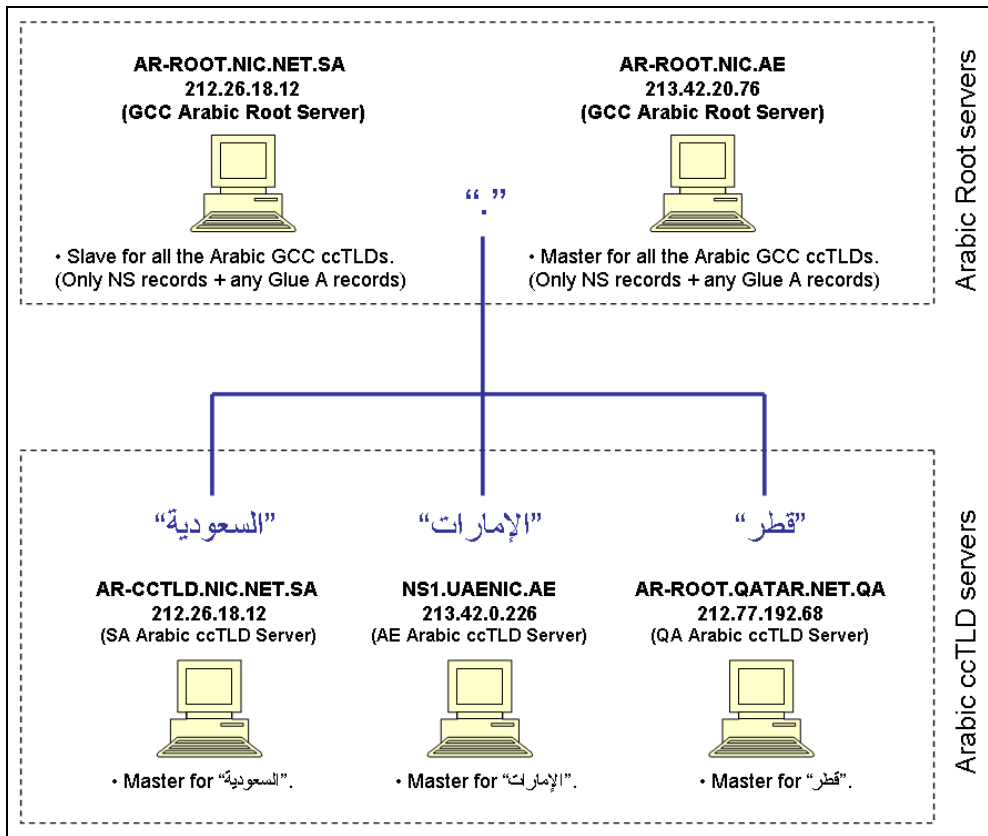 AR-ROOT.NIC.NET.SA
212.26.18.12
(GCC Arabic Root Server)
AR-ROOT.NIC.AE
213.42.20.76
(GCC Arabic Root Server)
“.”
• Slave for all the Arabic GCC ccTLDs.
(Only NS records + any Glue A records)
• Master for all the Arabic GCC ccTLDs.
(Only NS records + any Glue A records)
Arabic Root servers
“السعودية”
“الإمارات”
“قطر”
AR-CCTLD.NIC.NET.SA
212.26.18.12
(SA Arabic ccTLD Server)
NS1.UAENIC.AE
213.42.0.226
(AE Arabic ccTLD Server)
AR-ROOT.QATAR.NET.QA
212.77.192.68
(QA Arabic ccTLD Server)
• Master for “السعودية”.
• Master for “الإمارات”.
• Master for “قطر”.
Arabic ccTLD servers